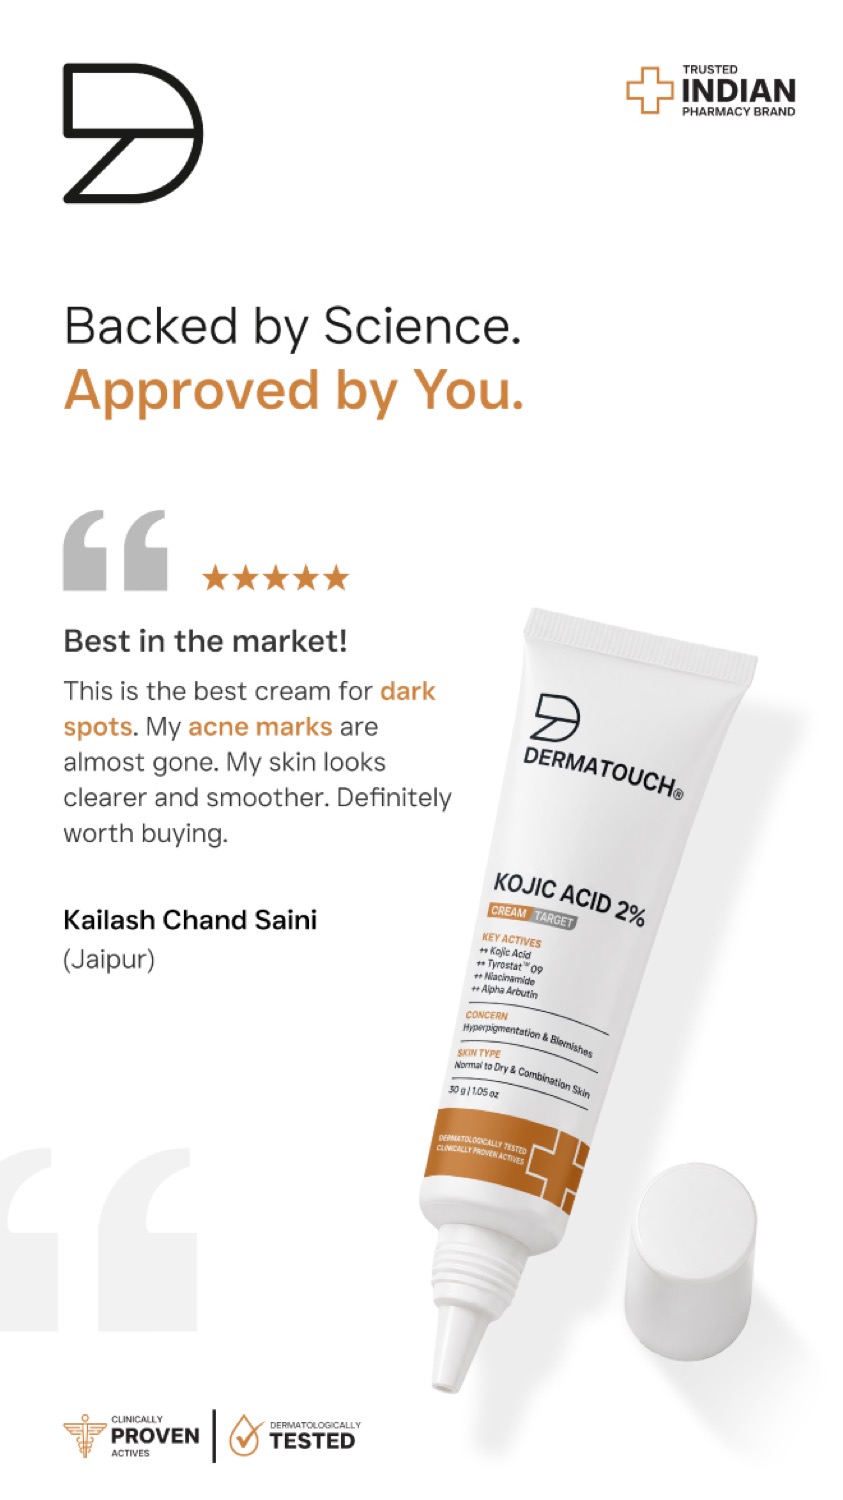 TRUSTED
INDIAN
PHARMACY BRAND
Backed by Science.
Approved by You.
★★★★★
Best in the market!
This is the best cream for dark
spots. My acne marks are
almost gone. My skin looks
clearer and smoother. Definitely
worth buying.
Kailash Chand Saini
(Jaipur)
DERMATOUCH®
KOJIC ACID 2%
CREAM TARGET
KEY ACTIVES
++ Kojic Acid
++ Tyrostat™ 09
++ Niacinamide
++ Alpha Arbutin
CONCERN
Hyperpigmentation & Blemishes
SKIN TYPE
Normal to Dry & Combination Skin
30 g | 1.05 oz
DERMATOLOGICALLY TESTED
CLINICALLY PROVEN ACTIVES
CLINICALLY
PROVEN
ACTIVES
DERMATOLOGICALLY
TESTED